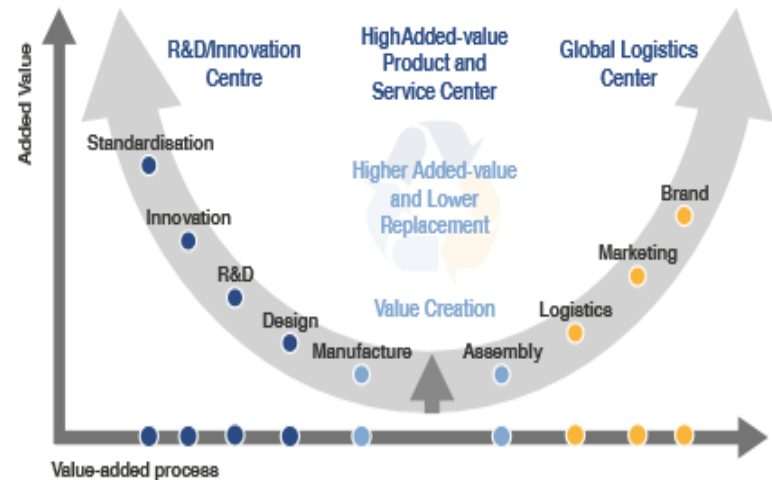 Added Value
R&D/Innovation
Centre
HighAdded-value
Product and
Service Center
Global Logistics
Center
Standardisation
Innovation
R&D
Design
Manufacture
Higher Added-value
and Lower
Replacement
Value Creation
Assembly
Logistics
Marketing
Brand
Value-added process